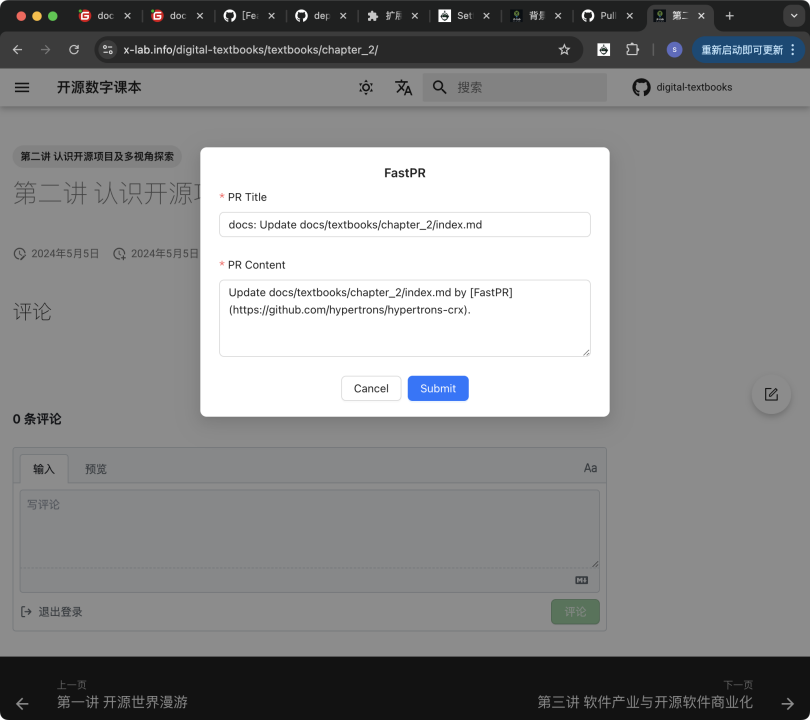 doc
doc
[Fea
dep
扩展
Set
背景
Pull
第二
x-lab.info/digital-textbooks/textbooks/chapter_2/
S
重新启动即可更新
开源数字课本
搜索
digital-textbooks
第二讲 认识开源项目及多视角探索
第二讲 认识开源项
2024年5月5日
2024年5月5日
评论
FastPR
* PR Title
docs: Update docs/textbooks/chapter_2/index.md
* PR Content
Update docs/textbooks/chapter_2/index.md by [FastPR]
(https://github.com/hypertrons/hypertrons-crx).
Cancel
Submit
0 条评论
输入
预览
Aa
写评论
退出登录
评论
上一页
第一讲 开源世界漫游
下一页
第三讲 软件产业与开源软件商业化